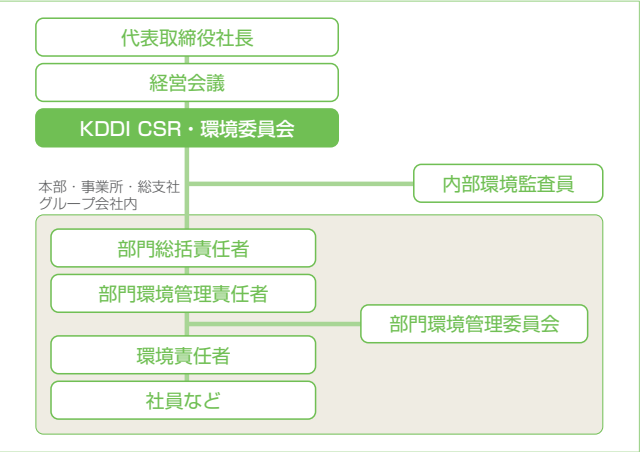 代表取締役社長
経営会議
KDDI CSR・環境委員会
内部環境監査員
本部・事業所・総支社
グループ会社内
部門総括責任者
部門環境管理責任者
部門環境管理委員会
環境責任者
社員など